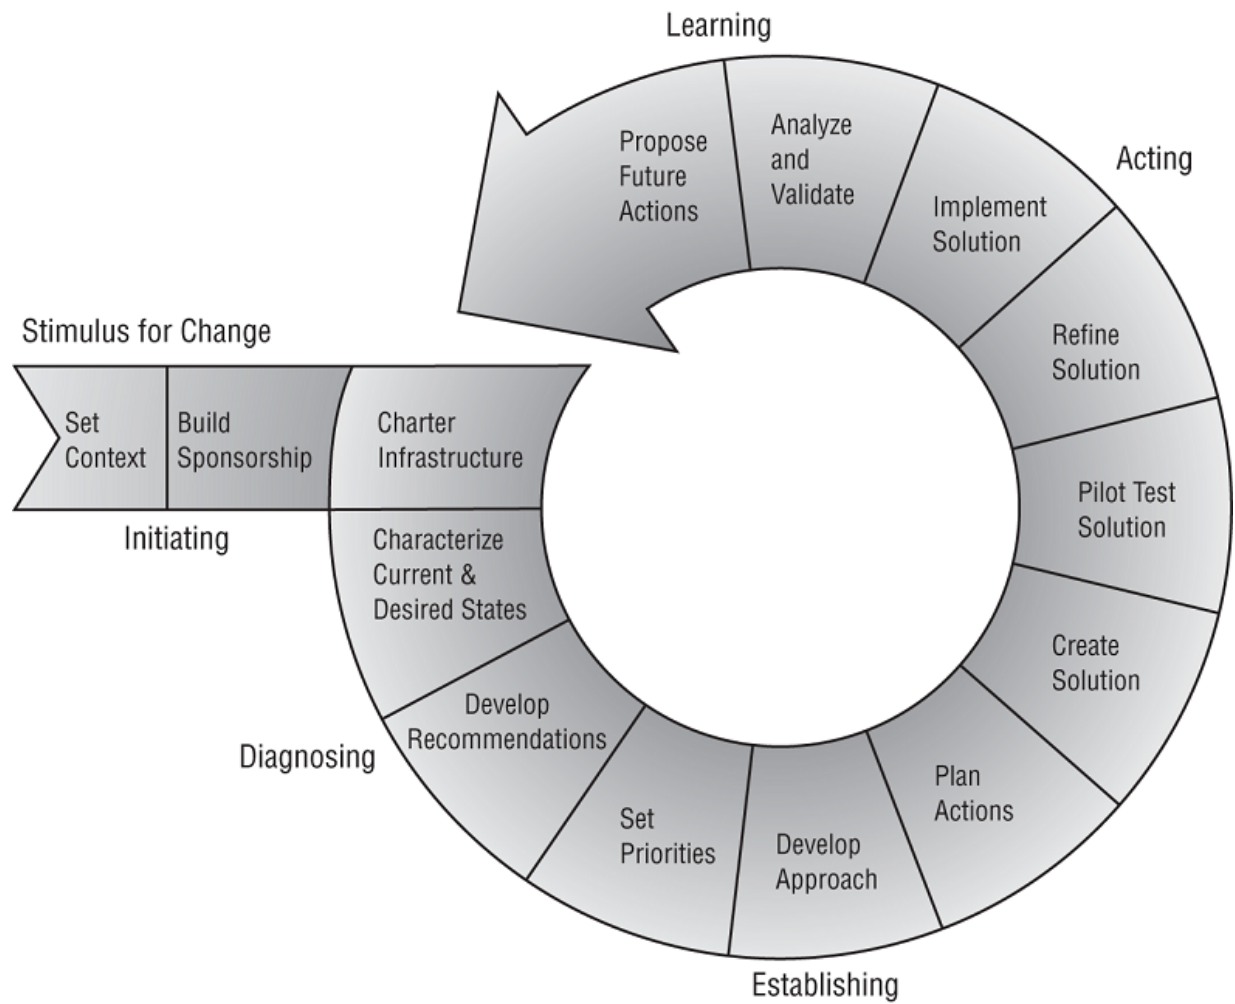 Learning
Propose
Future
Actions
Analyze
and
Validate
Acting
Implement
Solution
Refine
Solution
Stimulus for Change
Set
Context
Build
Sponsorship
Charter
Infrastructure
Pilot Test
Solution
Initiating
Characterize
Current &
Desired States
Create
Solution
Develop
Recommendations
Diagnosing
Plan
Actions
Set
Priorities
Develop
Approach
Establishing